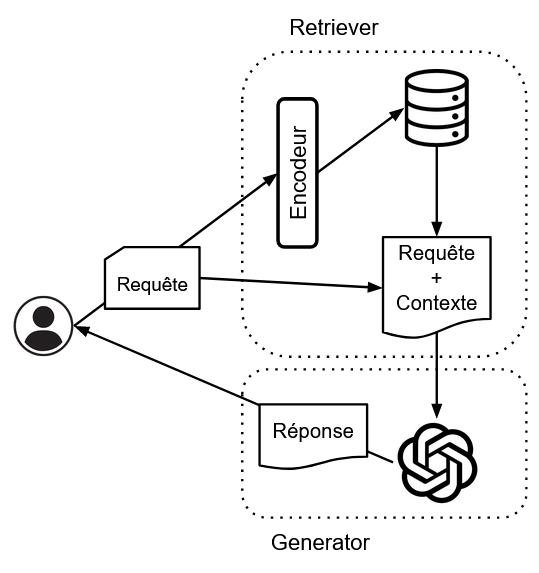 Retriever
Encodeur
Requête
Requête
+
Contexte
Réponse
Generator